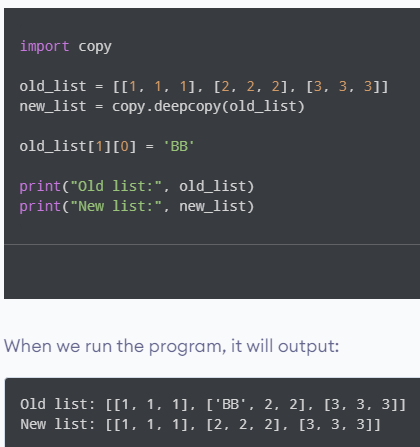 import copy
old_list = [[1, 1, 1], [2, 2, 2], [3, 3, 3]]
new_list = copy.deepcopy(old_list)
old_list[1][0] = 'BB'
print("Old list:", old_list)
print("New list:", new_list)
When we run the program, it will output:
Old list: [[1, 1, 1], ['BB', 2, 2], [3, 3, 3]]
New list: [[1, 1, 1], [2, 2, 2], [3, 3, 3]]